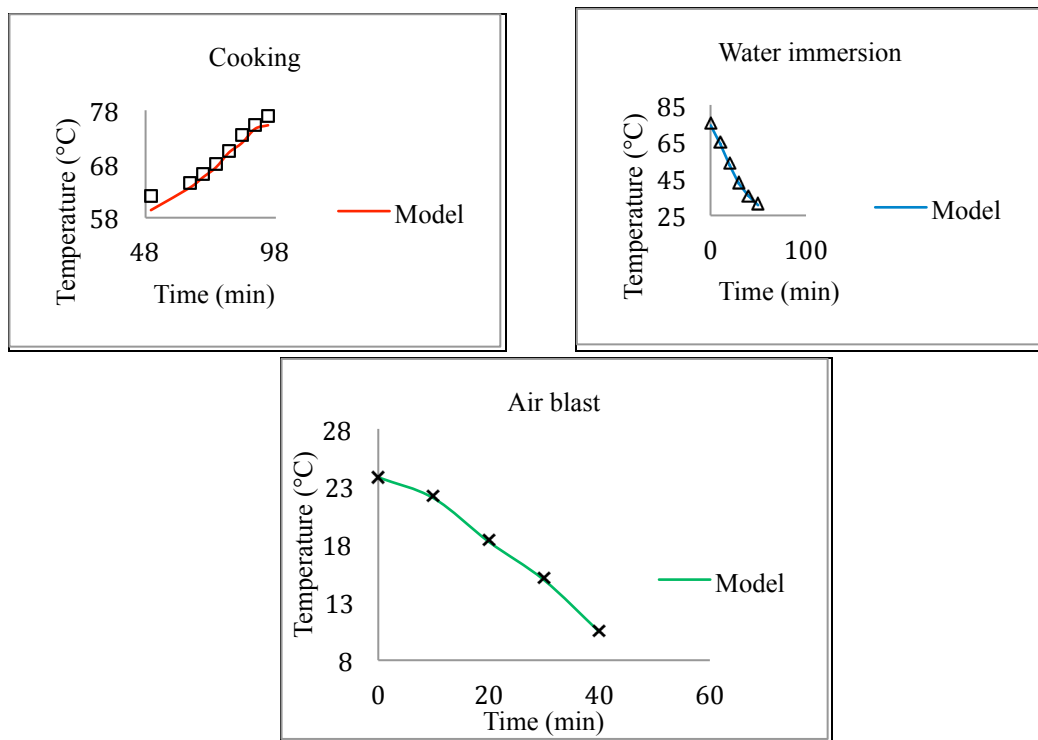 Cooking
Temperature (°C)
78
68
58
48 98
Time (min)
Model
Water immersion
Temperature (°C)
85
65
45
25
0 100
Time (min)
Model
Air blast
Temperature (°C)
28
23
18
13
8
0 20 40 60
Time (min)
Model